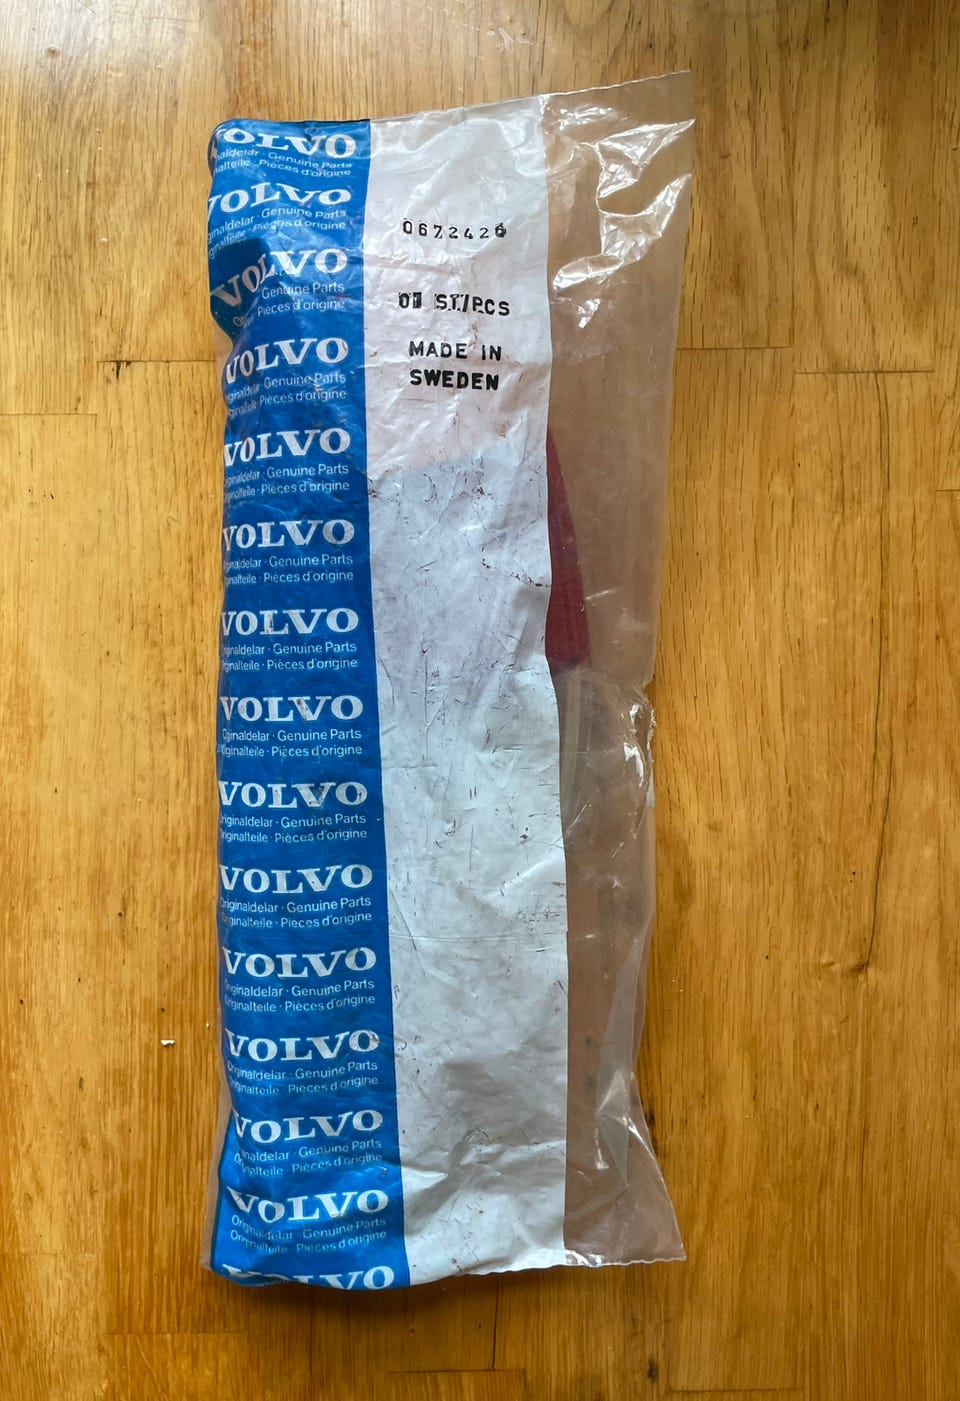 VOLVO
Genuine Parts
Pièces d'origine
VOLVO
Genuine Parts
Pièces d'origine
VOLVO
Genuine Parts
Pièces d'origine
VOLVO
Originaldelar · Genuine Parts
Originalteile · Pièces d'origine
VOLVO
Originaldelar · Genuine Parts
Originalteile · Pièces d'origine
VOLVO
Originaldelar · Genuine Parts
Originalteile · Pièces d'origine
VOLVO
Originaldelar · Genuine Parts
Originalteile · Pièces d'origine
VOLVO
Originaldelar · Genuine Parts
Originalteile · Pièces d'origine
VOLVO
Originaldelar · Genuine Parts
Originalteile · Pièces d'origine
VOLVO
Originaldelar · Genuine Parts
Originalteile · Pièces d'origine
VOLVO
Originaldelar · Genuine Parts
Originalteile · Pièces d'origine
VOLVO
Originaldelar · Genuine Parts
Originalteile · Pièces d'origine
VOLVO
Originaldelar · Genuine Parts
Originalteile · Pièces d'origine
VOLVO
Originaldelar · Genuine Parts
Originalteile · Pièces d'origine
VOLVO
01 ST/PCS
MADE IN
SWEDEN